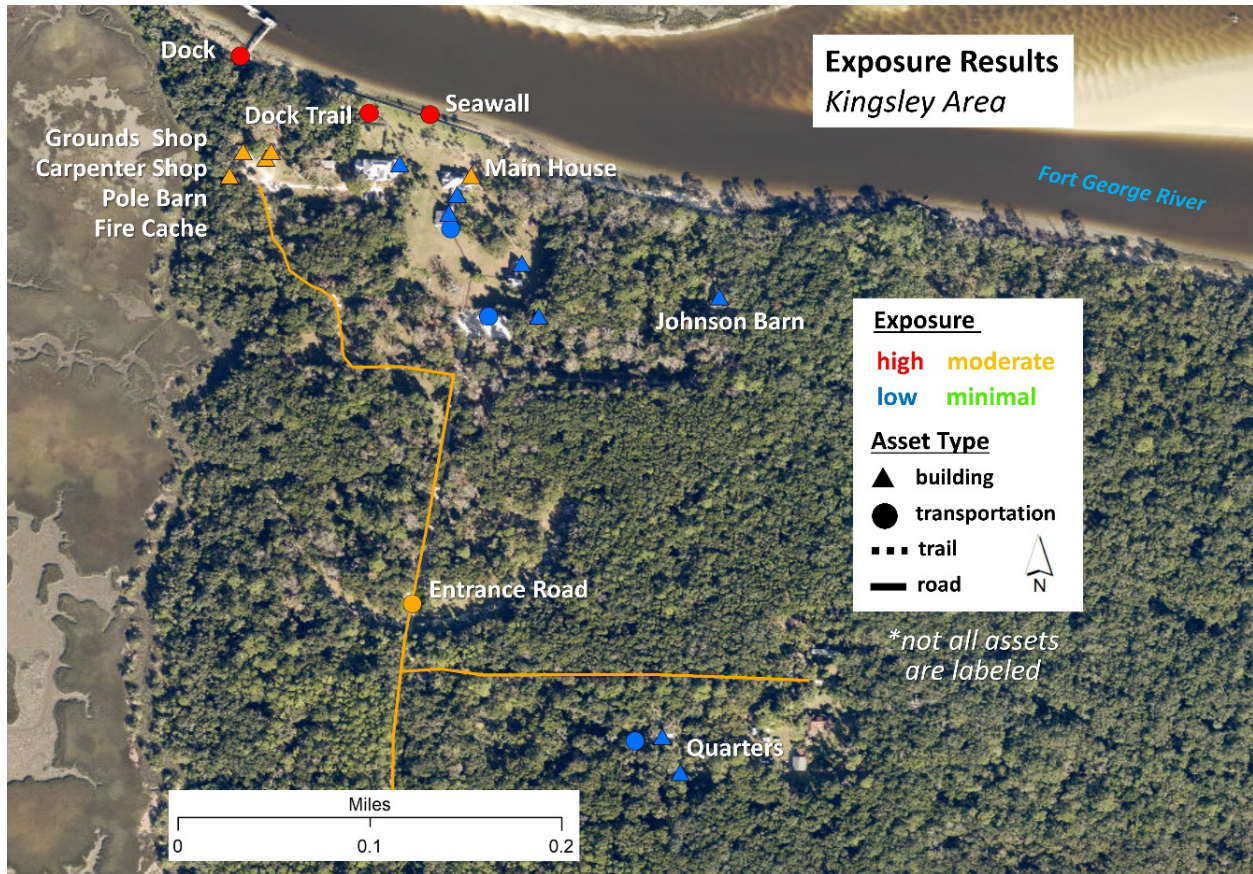 Exposure Results
Kingsley Area
Dock
Dock Trail
Seawall
Grounds Shop
Carpenter Shop
Pole Barn
Fire Cache
Main House
Fort George River
Johnson Barn
Exposure
high moderate
low minimal
Asset Type
building
transportation
trail
road
N
Entrance Road
*not all assets
are labeled
Quarters
Miles
0 0.1 0.2